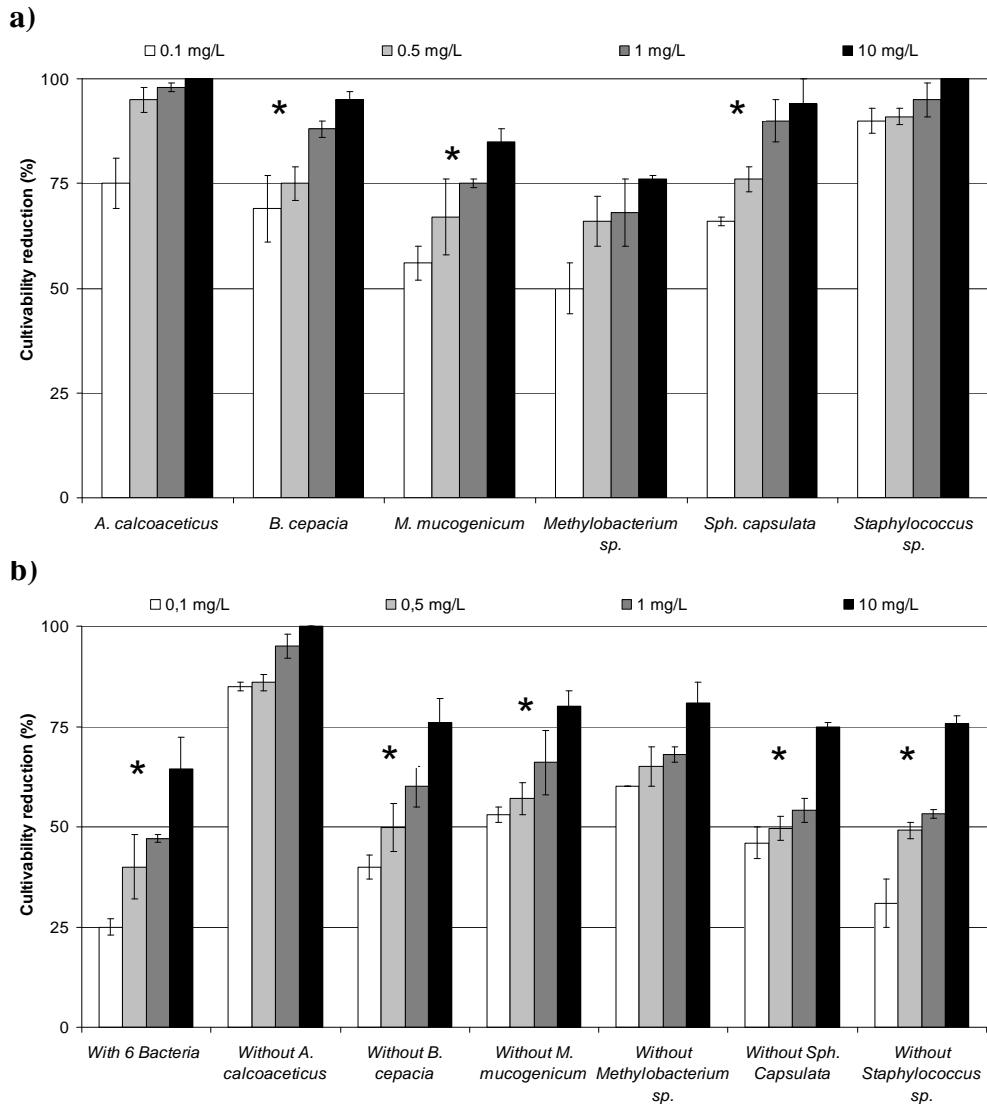 a)
0.1 mg/L 0.5 mg/L 1 mg/L 10 mg/L
100
75
50
25
0
Cultivability reduction (%)
*
*
*
A. calcoaceticus B. cepacia M. mucogenicum Methylobacterium Sph. capsulata Staphylococcus
sp. sp.
b)
0,1 mg/L 0,5 mg/L 1 mg/L 10 mg/L
100
75
50
25
0
Cultivability reduction (%)
*
*
*
*
*
With 6 Bacteria Without A. Without B. Without M. Without Without Sph. Without
calcoaceticus cepacia mucogenicum Methylobacterium Capsulata Staphylococcus
sp. sp.